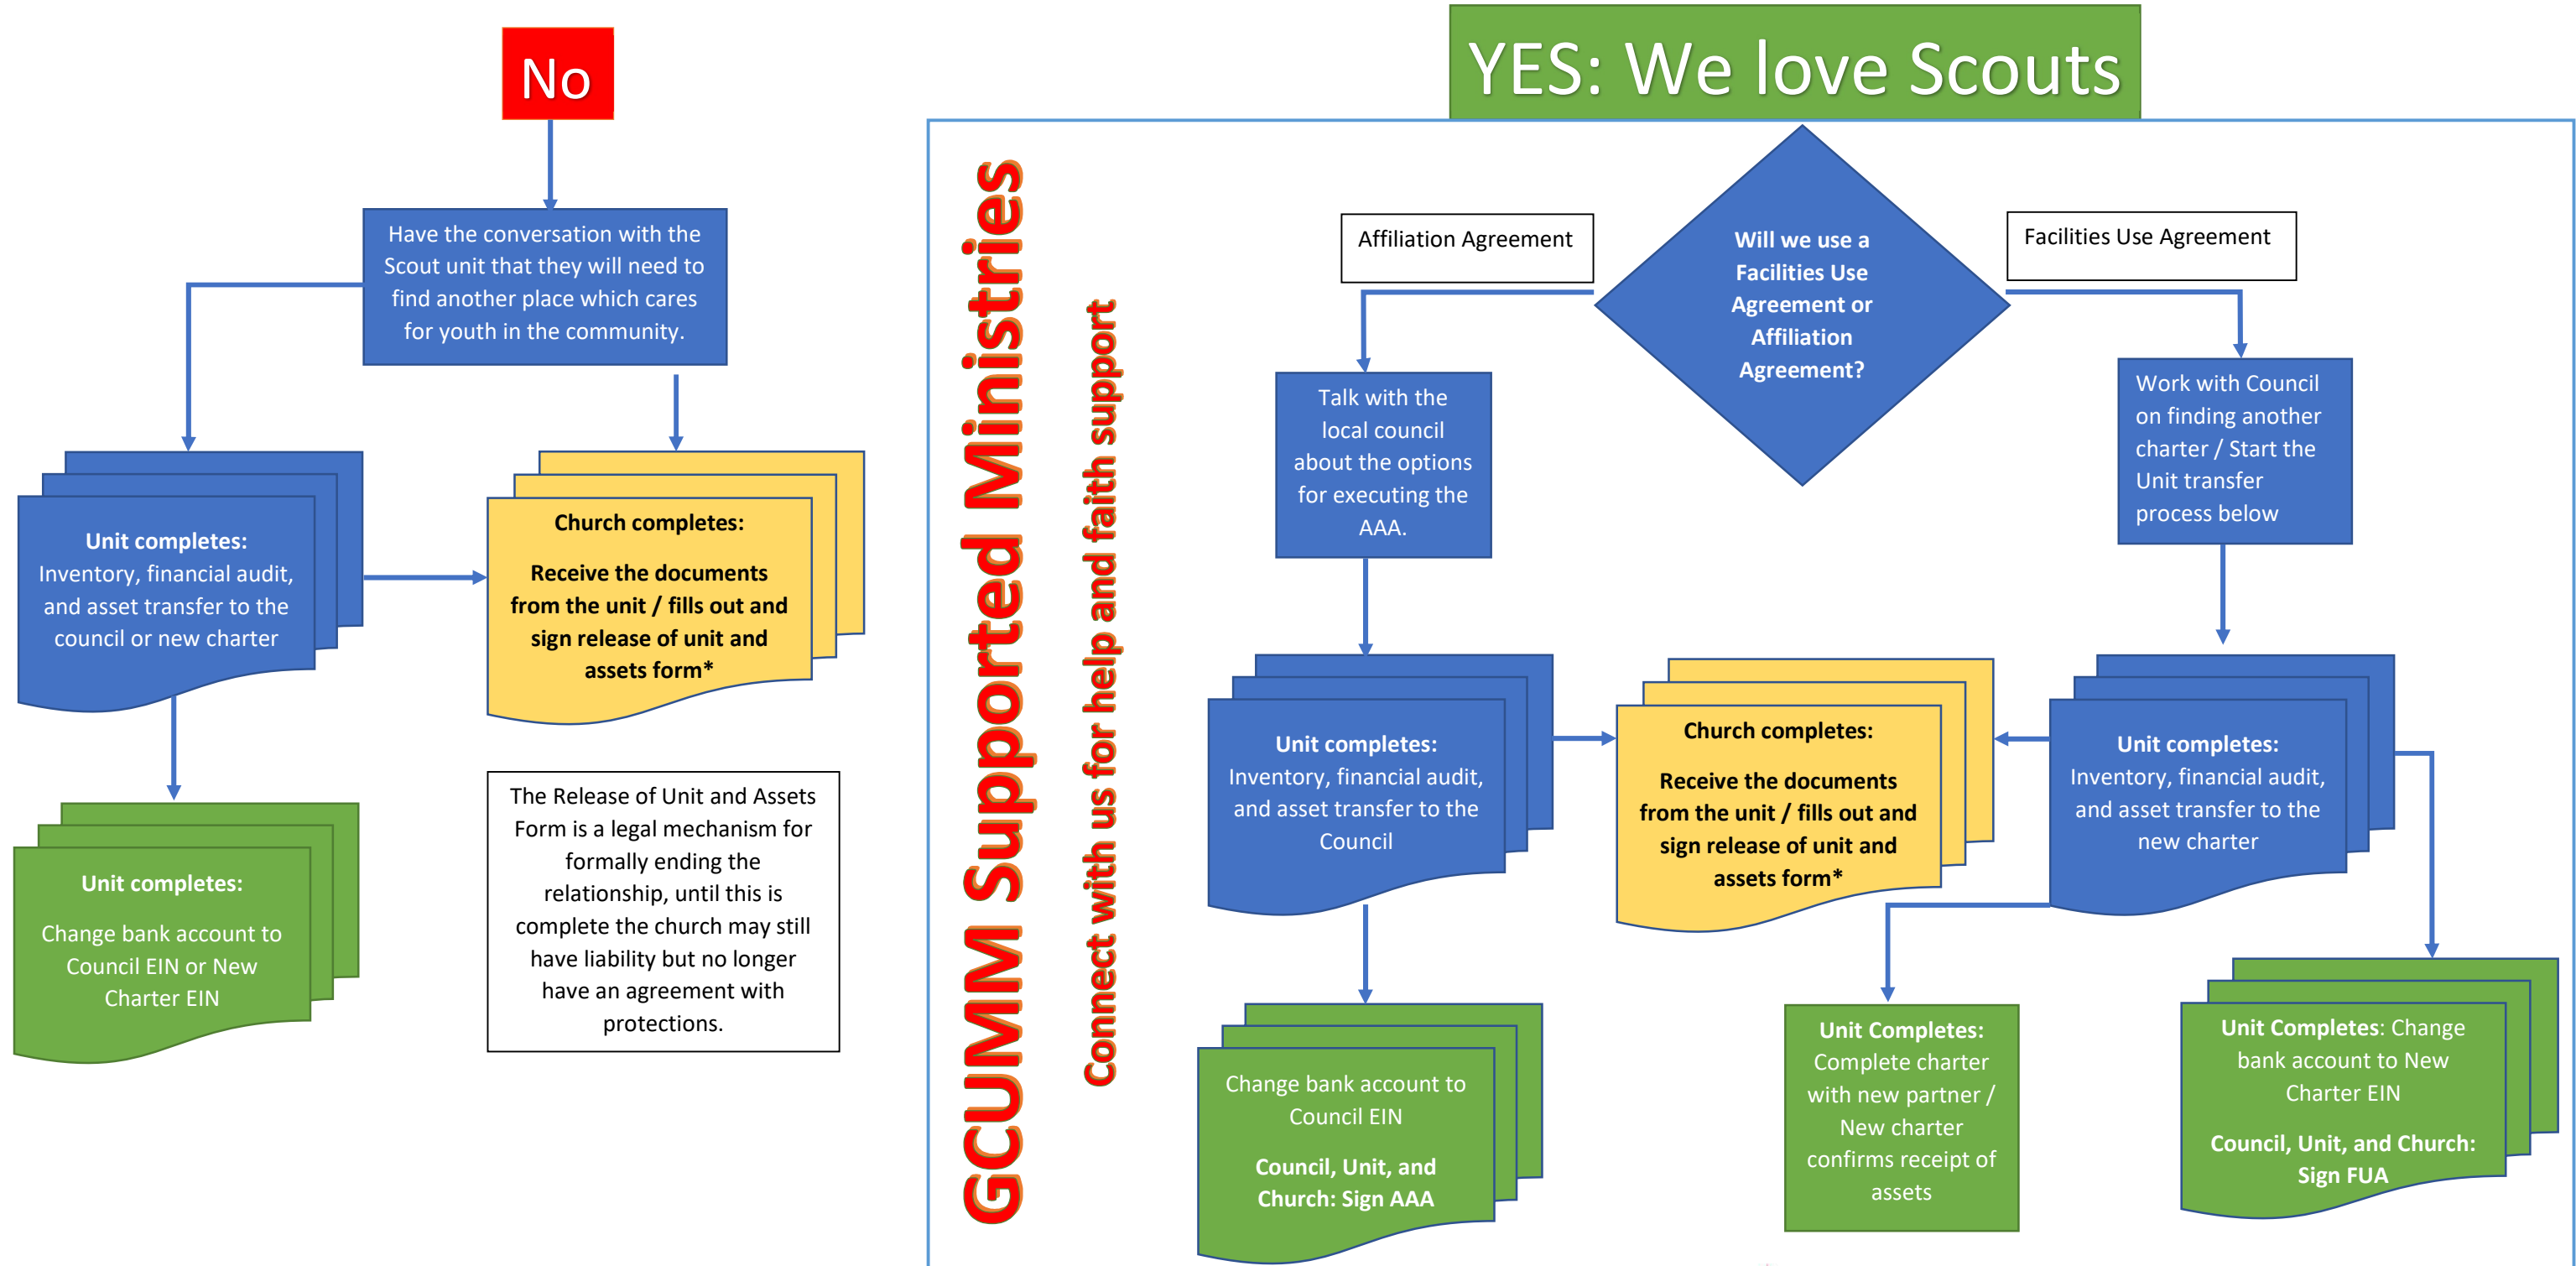 No
Have the conversation with the
Scout unit that they will need to
find another place which cares
for youth in the community.
Unit completes:
Inventory, financial audit,
and asset transfer to the
council or new charter
Church completes:
Receive the documents
from the unit / fills out and
sign release of unit and
assets form*
Unit completes:
Change bank account to
Council EIN or New
Charter EIN
The Release of Unit and Assets
Form is a legal mechanism for
formally ending the
relationship, until this is
complete the church may still
have liability but no longer
have an agreement with
protections.
YES: We love Scouts
GCUMM Supported Ministries
Connect with us for help and faith support
Will we use a
Facilities Use
Agreement or
Affiliation
Agreement?
Affiliation Agreement
Facilities Use Agreement
Talk with the
local council
about the options
for executing the
AAA.
Work with Council
on finding another
charter / Start the
Unit transfer
process below
Unit completes:
Inventory, financial audit,
and asset transfer to the
Council
Church completes:
Receive the documents
from the unit / fills out and
sign release of unit and
assets form*
Unit completes:
Inventory, financial audit,
and asset transfer to the
new charter
Change bank account to
Council EIN
Council, Unit, and
Church: Sign AAA
Unit Completes:
Complete charter
with new partner /
New charter
confirms receipt of
assets
Unit Completes: Change
bank account to New
Charter EIN
Council, Unit, and Church:
Sign FUA